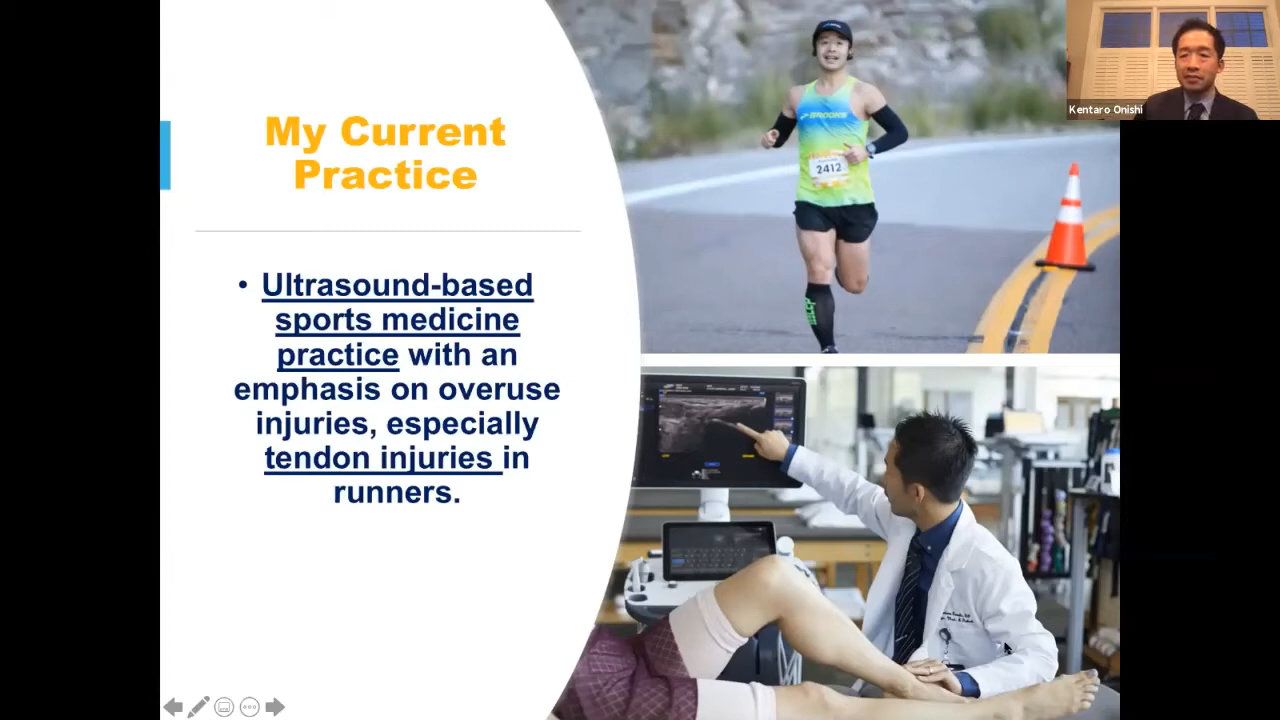 My Current
Practice
• Ultrasound-based
sports medicine
practice with an
emphasis on overuse
injuries, especially
tendon injuries in
runners.
BROOKS
2412
Kentaro Onishi